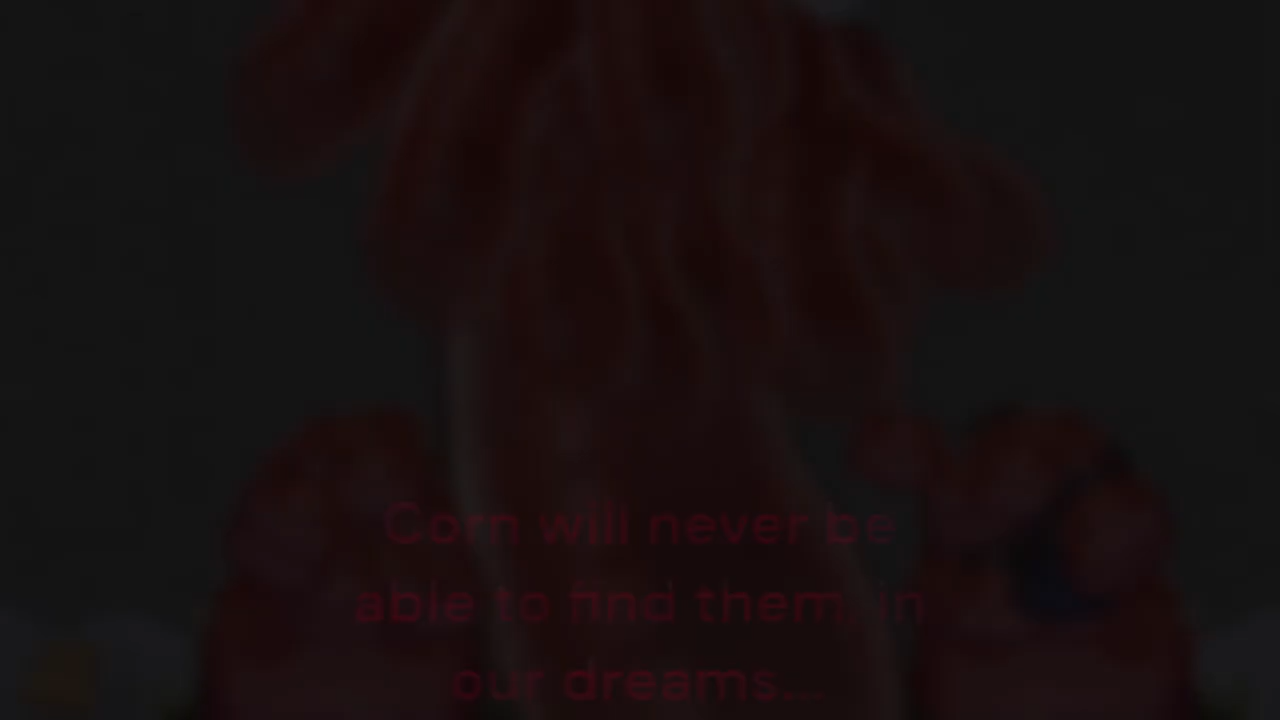 Corn will never be
able to find them, in
our dreams...